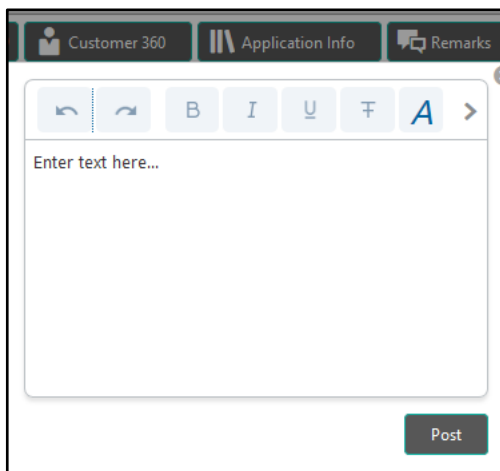 Customer 360 Application Info Remarks
B I U T A
Enter text here...
Post